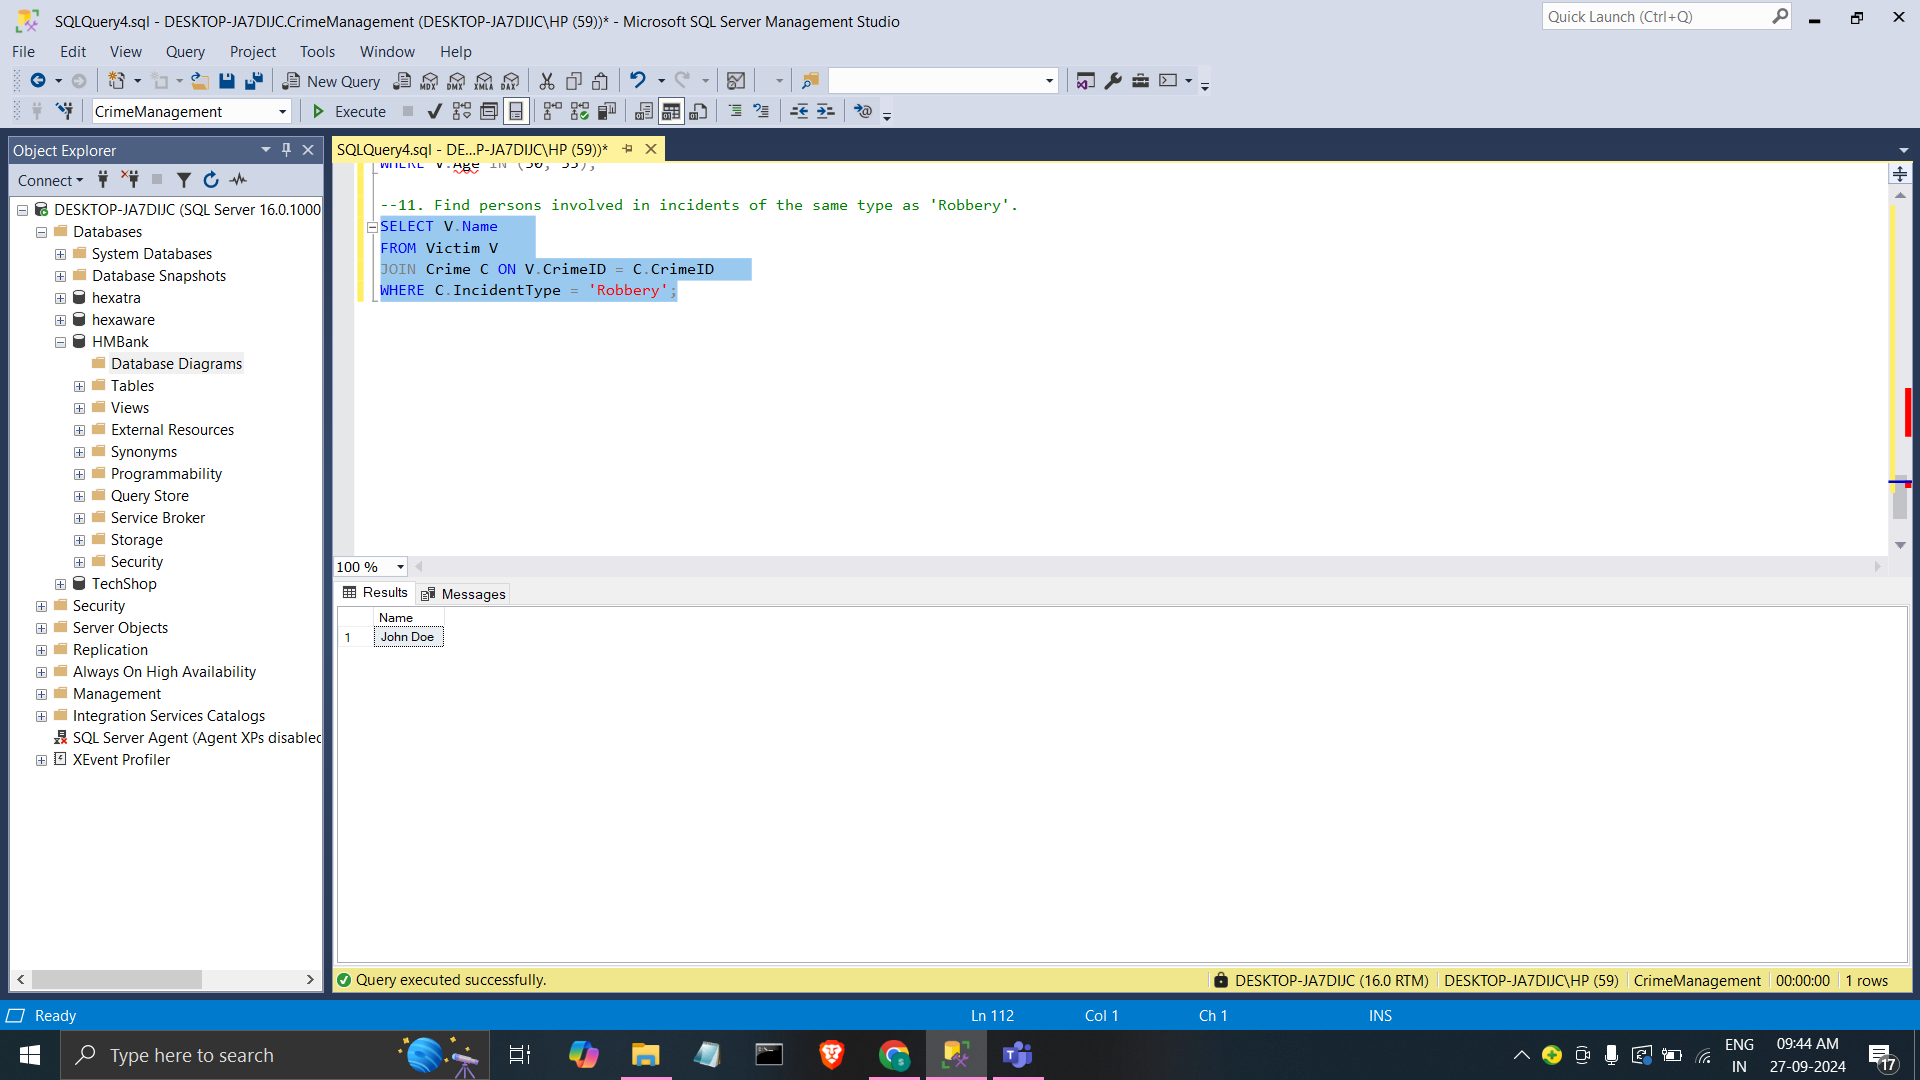 SQLQuery4.sql - DESKTOP-JA7DIJC.CrimeManagement (DESKTOP-JA7DIJC\HP (59))* - Microsoft SQL Server Management Studio
Quick Launch (Ctrl+Q)
File Edit View Query Project Tools Window Help
New Query
MDX DMX XMLA DAX
CrimeManagement
Execute
Object Explorer
SQLQuery4.sql - DE...P-JA7DIJC\HP (59))*
Connect
DESKTOP-JA7DIJC (SQL Server 16.0.1000
Databases
System Databases
Database Snapshots
hexatra
hexaware
HMBank
Database Diagrams
Tables
Views
External Resources
Synonyms
Programmability
Query Store
Service Broker
Storage
Security
TechShop
Security
Server Objects
Replication
Always On High Availability
Management
Integration Services Catalogs
SQL Server Agent (Agent XPs disabled
XEvent Profiler
WHERE V.Age IN (30, 35);
--11. Find persons involved in incidents of the same type as 'Robbery'.
SELECT V.Name
FROM Victim V
JOIN Crime C ON V.CrimeID = C.CrimeID
WHERE C.IncidentType = 'Robbery';
100 %
Results Messages
Name
1 John Doe
Query executed successfully.
DESKTOP-JA7DIJC (16.0 RTM) DESKTOP-JA7DIJC\HP (59) CrimeManagement 00:00:00 1 rows
Ready
Ln 112 Col 1 Ch 1 INS
Type here to search
ENG
IN
09:44 AM
27-09-2024
17